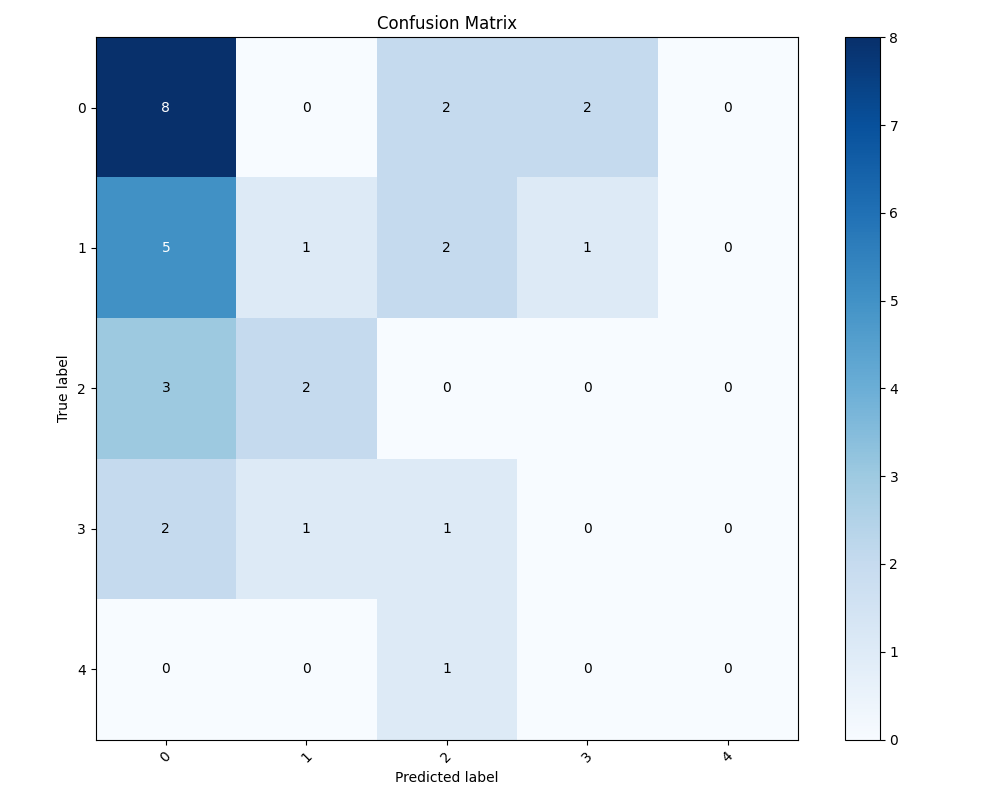 Confusion Matrix
True label
0 8 0 2 2 0
1 5 1 2 1 0
2 3 2 0 0 0
3 2 1 1 0 0
4 0 0 1 0 0
0 1 2 3 4
Predicted label
8
7
6
5
4
3
2
1
0